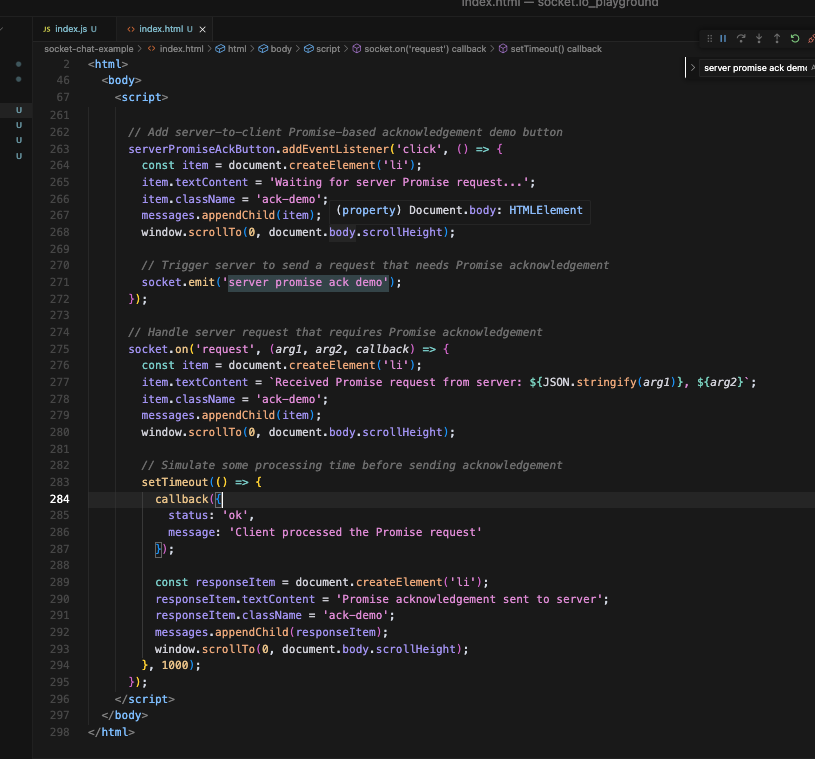 index.html — socket.io_playground
JS index.js U
<> index.html U ×
socket-chat-example > <> index.html > html > body > script > socket.on('request') callback > setTimeout() callback
> server promise ack demo
2 <html>
46 <body>
67 <script>
261
262 // Add server-to-client Promise-based acknowledgement demo button
263 serverPromiseAckButton.addEventListener('click', () => {
264 const item = document.createElement('li');
265 item.textContent = 'Waiting for server Promise request...';
266 item.className = 'ack-demo';
267 messages.appendChild(item);
(property) Document.body: HTMLElement
268 window.scrollTo(0, document.body.scrollHeight);
269
270 // Trigger server to send a request that needs Promise acknowledgement
271 socket.emit('server promise ack demo');
272 });
273
274 // Handle server request that requires Promise acknowledgement
275 socket.on('request', (arg1, arg2, callback) => {
276 const item = document.createElement('li');
277 item.textContent = `Received Promise request from server: ${JSON.stringify(arg1)}, ${arg2}`;
278 item.className = 'ack-demo';
279 messages.appendChild(item);
280 window.scrollTo(0, document.body.scrollHeight);
281
282 // Simulate some processing time before sending acknowledgement
283 setTimeout(() => {
284 callback({
285 status: 'ok',
286 message: 'Client processed the Promise request'
287 });
288
289 const responseItem = document.createElement('li');
290 responseItem.textContent = 'Promise acknowledgement sent to server';
291 responseItem.className = 'ack-demo';
292 messages.appendChild(responseItem);
293 window.scrollTo(0, document.body.scrollHeight);
294 }, 1000);
295 });
296 </script>
297 </body>
298 </html>
U
U
U
U